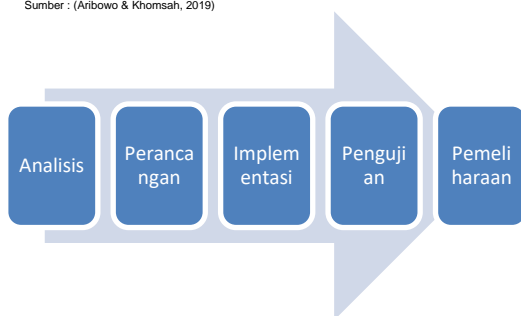 Sumber : (Aribowo & Khomsah, 2019)
Analisis
Peranca
ngan
Implem
entasi
Penguji
an
Pemeli
haraan